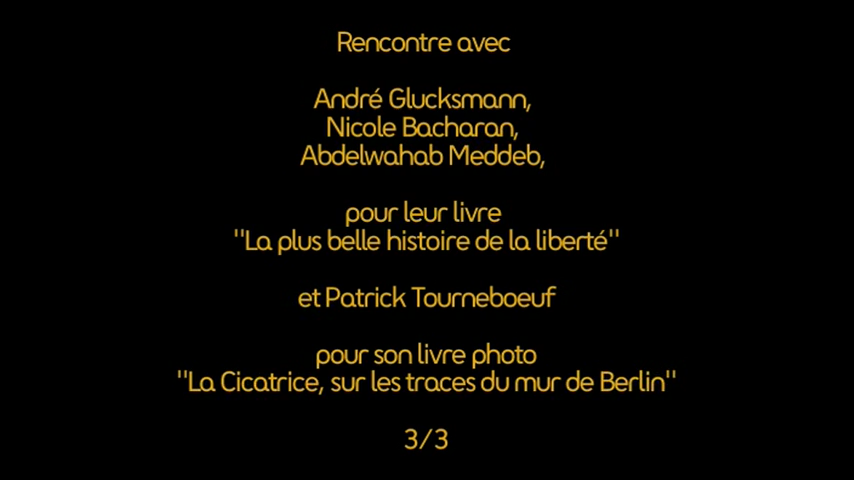 Rencontre avec
André Glucksmann,
Nicole Bacharan,
Abdelwahab Meddeb,
pour leur livre
"La plus belle histoire de la liberté"
et Patrick Tourneboeuf
pour son livre photo
"La Cicatrice, sur les traces du mur de Berlin"
3/3